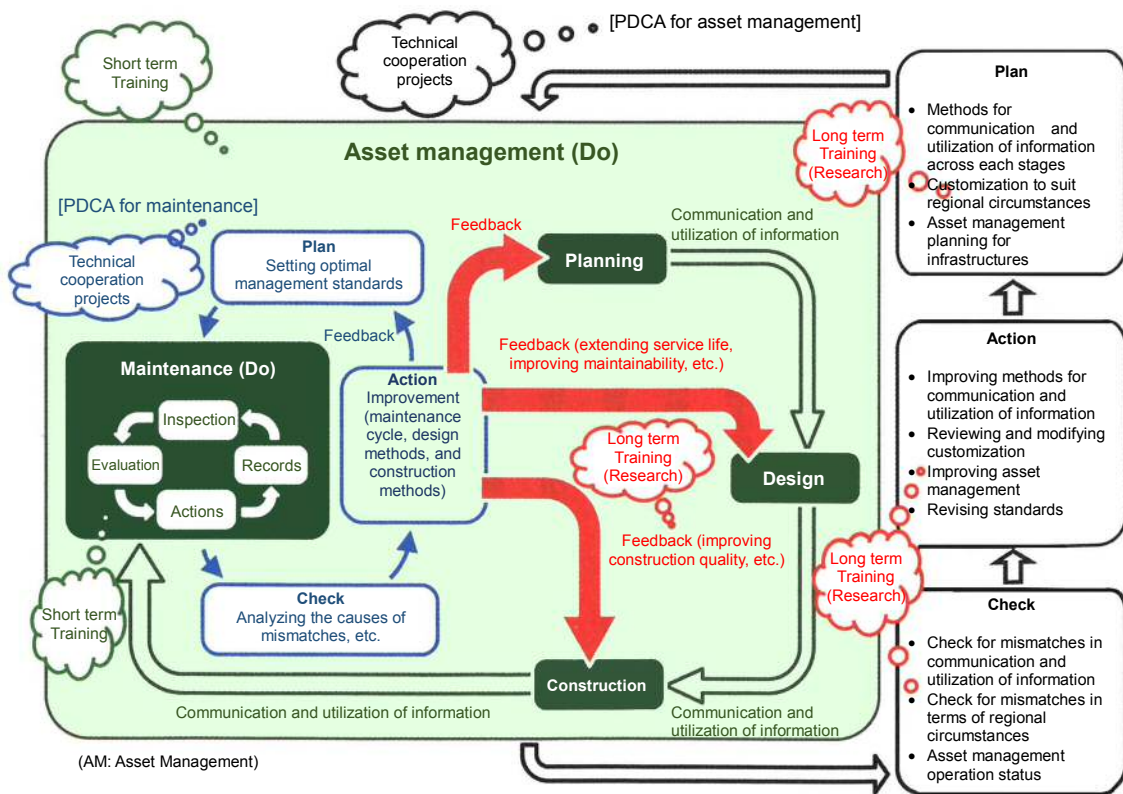 [PDCA for asset management]
Short term
Training
Technical
cooperation
projects
Plan
• Methods for
communication and
utilization of information
across each stages
• Customization to suit
regional circumstances
• Asset management
planning for
infrastructures
Long term
Training
(Research)
Asset management (Do)
[PDCA for maintenance]
Technical
cooperation
projects
Plan
Setting optimal
management standards
Feedback
Feedback
Planning
Communication and
utilization of information
Maintenance (Do)
Inspection
Evaluation
Records
Actions
Action
Improvement
(maintenance
cycle, design
methods, and
construction
methods)
Feedback (extending service life,
improving maintainability, etc.)
Long term
Training
(Research)
Design
Feedback (improving
construction quality, etc.)
Action
• Improving methods for
communication and
utilization of information
• Reviewing and modifying
customization
• Improving asset
management
• Revising standards
Long term
Training
(Research)
Short term
Training
Check
Analyzing the causes of
mismatches, etc.
Construction
Communication and utilization of information
Communication and
utilization of information
Check
• Check for mismatches in
communication and
utilization of information
• Check for mismatches in
terms of regional
circumstances
• Asset management
operation status
(AM: Asset Management)